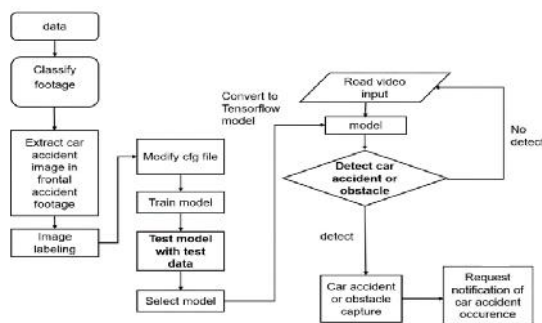 data
Classify
footage
Extract car
accident
image in
frontal
accident
footage
Image
labeling
Modify cfg file
Train model
Test model
with test
data
Select model
Convert to
Tensorflow
model
Road video
input
model
Detect car
accident or
obstacle
No
detect
detect
Car accident
or obstacle
capture
Request
notification of
car accident
occurence